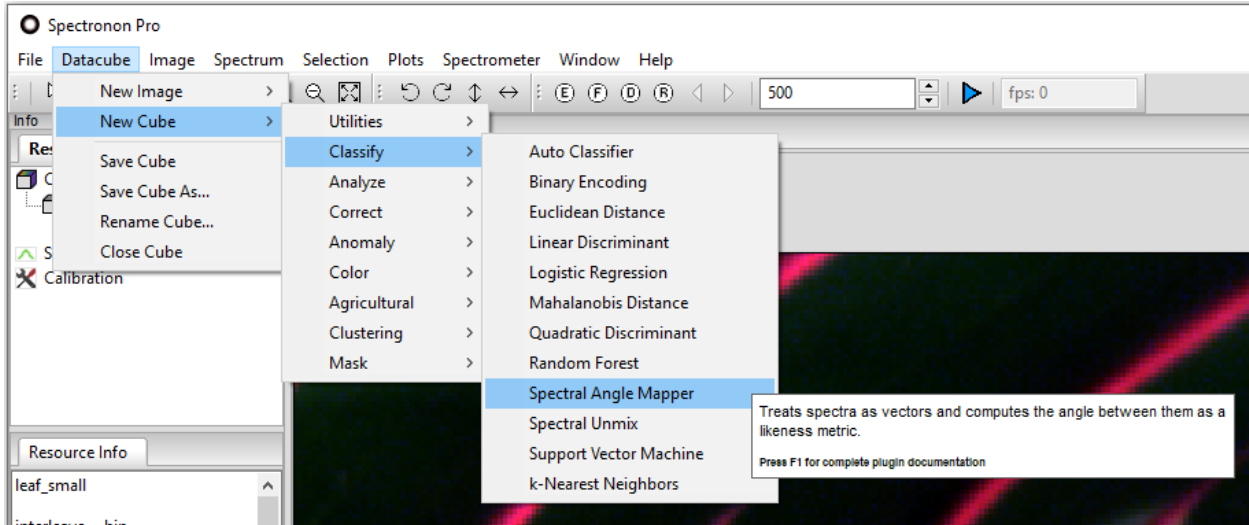 Spectronon Pro
File Datacube Image Spectrum Selection Plots Spectrometer Window Help
New Image
E F D R 500 fps: 0
Info
New Cube
Utilities
Res
Save Cube
Classify
Auto Classifier
C
Save Cube As...
Analyze
Binary Encoding
Rename Cube...
Correct
Euclidean Distance
S
Close Cube
Anomaly
Linear Discriminant
Calibration
Color
Logistic Regression
Agricultural
Mahalanobis Distance
Clustering
Quadratic Discriminant
Mask
Random Forest
Spectral Angle Mapper
Treats spectra as vectors and computes the angle between them as a
likeness metric.
Press F1 for complete plugin documentation
Spectral Unmix
Resource Info
Support Vector Machine
leaf_small
k-Nearest Neighbors